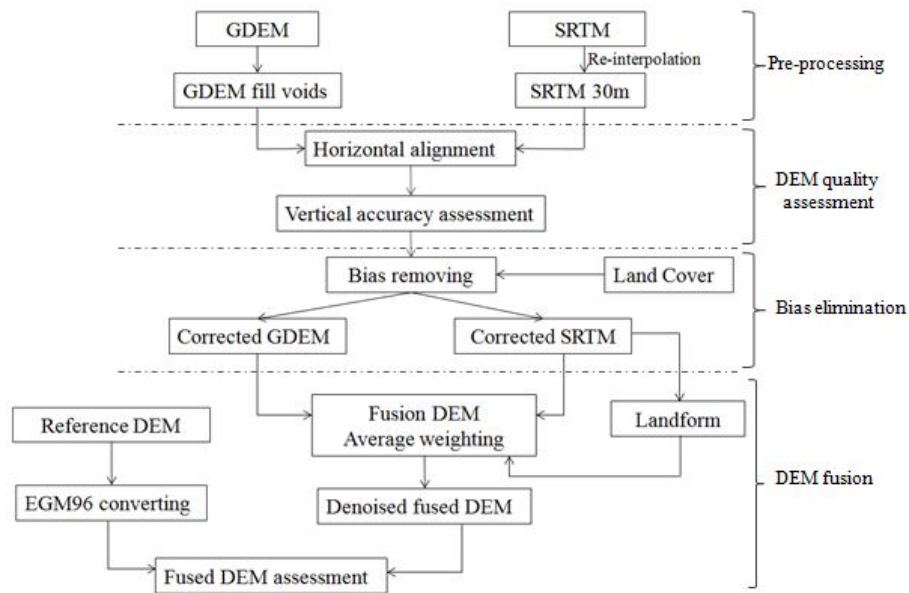 GDEM
SRTM
Re-interpolation
Pre-processing
GDEM fill voids
SRTM 30m
Horizontal alignment
DEM quality
assessment
Vertical accuracy assessment
Bias removing
Land Cover
Bias elimination
Corrected GDEM
Corrected SRTM
Fusion DEM
Average weighting
Landform
Reference DEM
DEM fusion
EGM96 converting
Denoised fused DEM
Fused DEM assessment